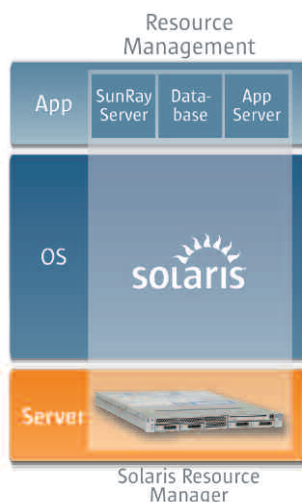 Resource
Management
App
SunRay
Server
Data-
base
App
Server
OS
solaris
Server
Solaris Resource
Manager